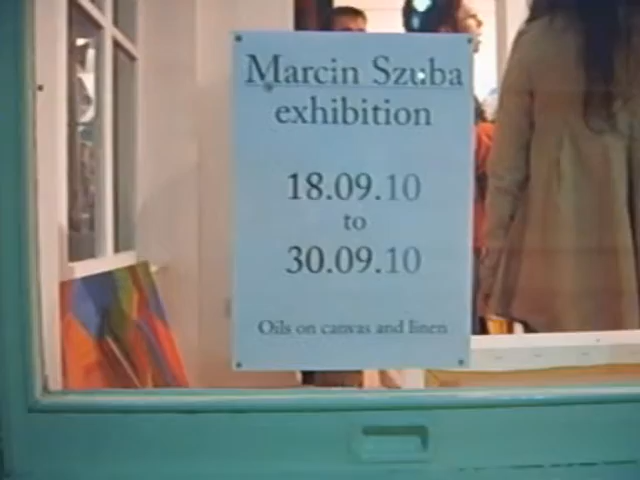 Marcin Szuba
exhibition
18.09.10
to
30.09.10
Oils on canvas and linen